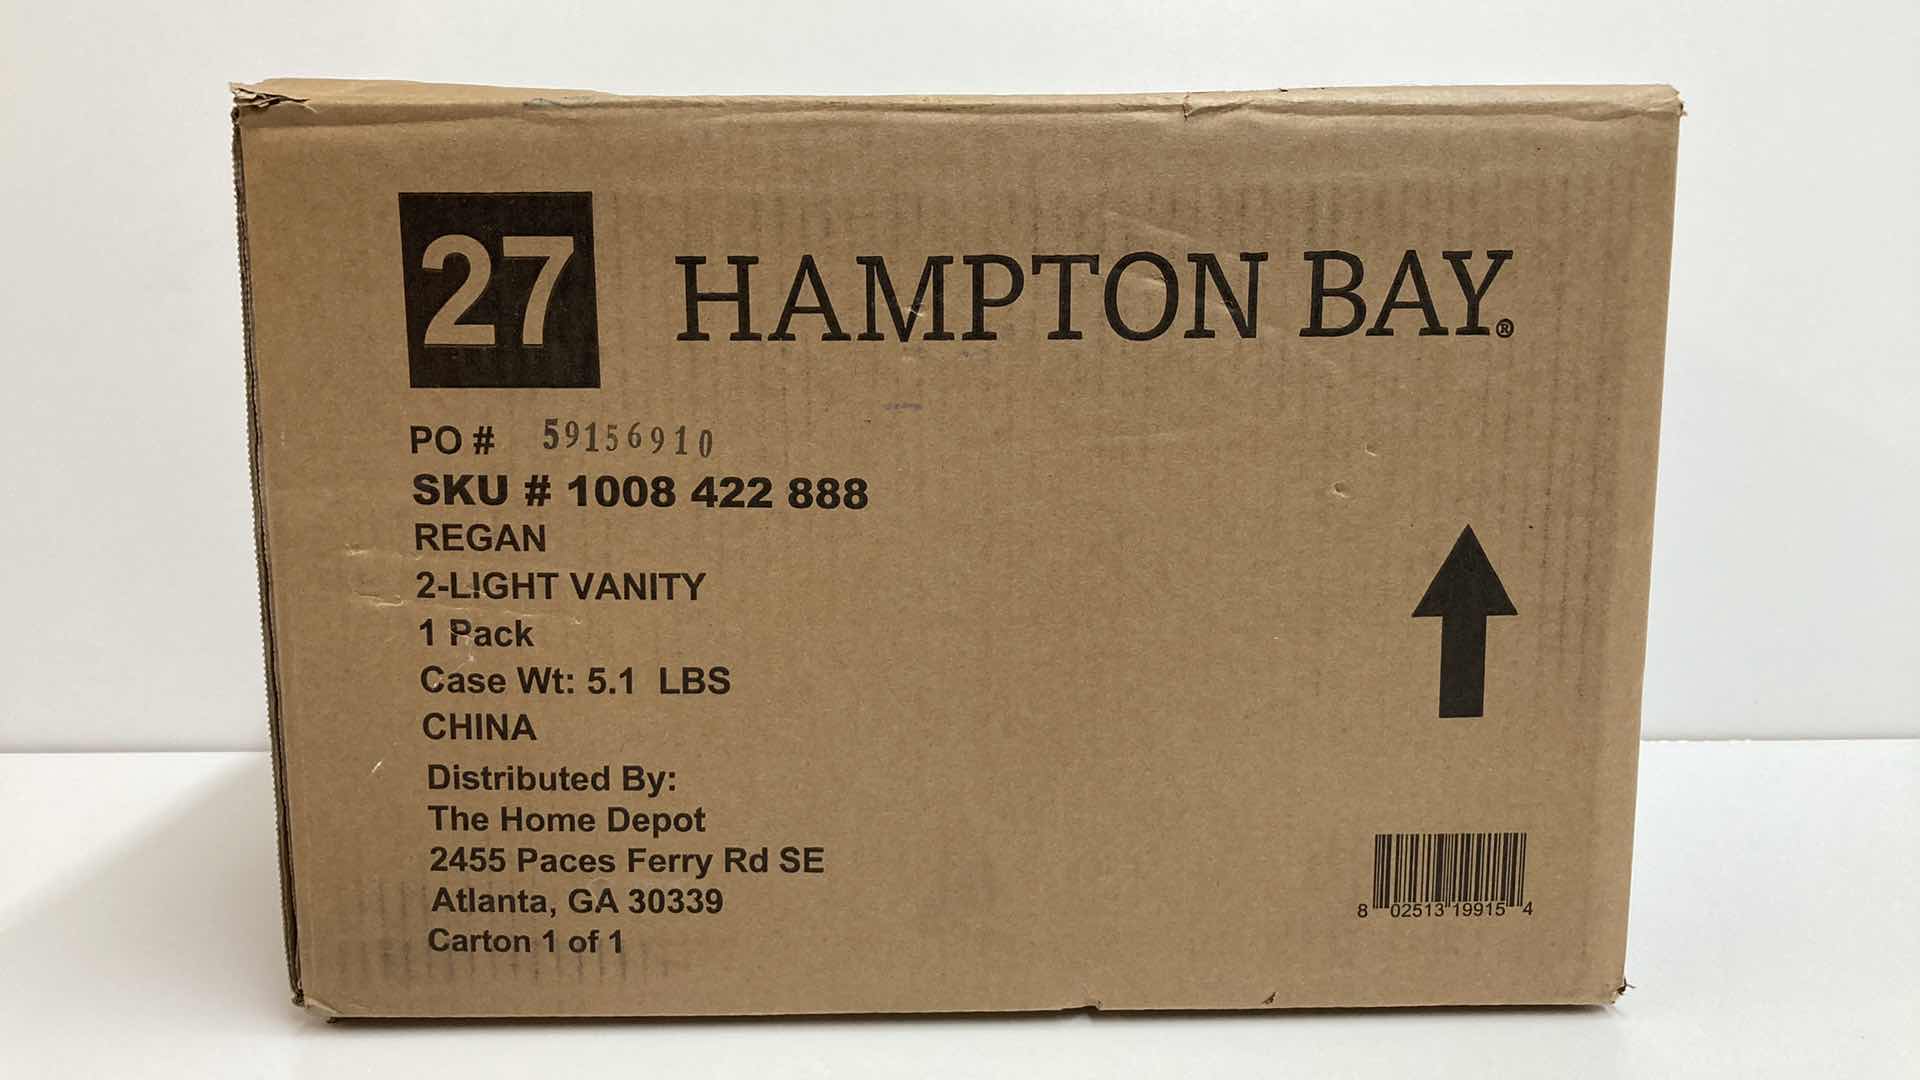 27 HAMPTON BAY®
PO # 59156910
SKU # 1008 422 888
REGAN
2-LIGHT VANITY
1 Pack
Case Wt: 5.1 LBS
CHINA
Distributed By:
The Home Depot
2455 Paces Ferry Rd SE
Atlanta, GA 30339
Carton 1 of 1
8 02513 19915 4